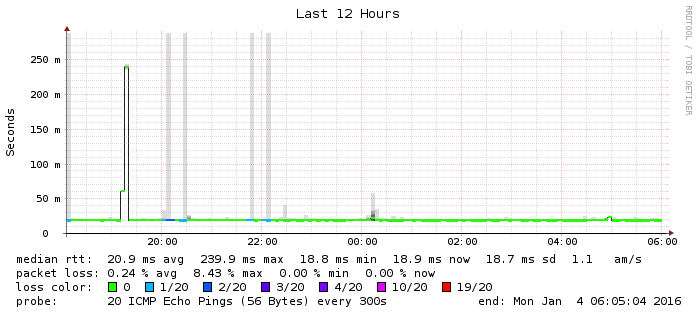 Last 12 Hours
RRDTOOL / TOBI OETIKER
Seconds
250 m
200 m
150 m
100 m
50 m
0
20:00 22:00 00:00 02:00 04:00 06:00
median rtt: 20.9 ms avg 239.9 ms max 18.8 ms min 18.9 ms now 18.7 ms sd 1.1 am/s
packet loss: 0.24 % avg 8.43 % max 0.00 % min 0.00 % now
loss color: 0 1/20 2/20 3/20 4/20 10/20 19/20
probe: 20 ICMP Echo Pings (56 Bytes) every 300s end: Mon Jan 4 06:05:04 2016